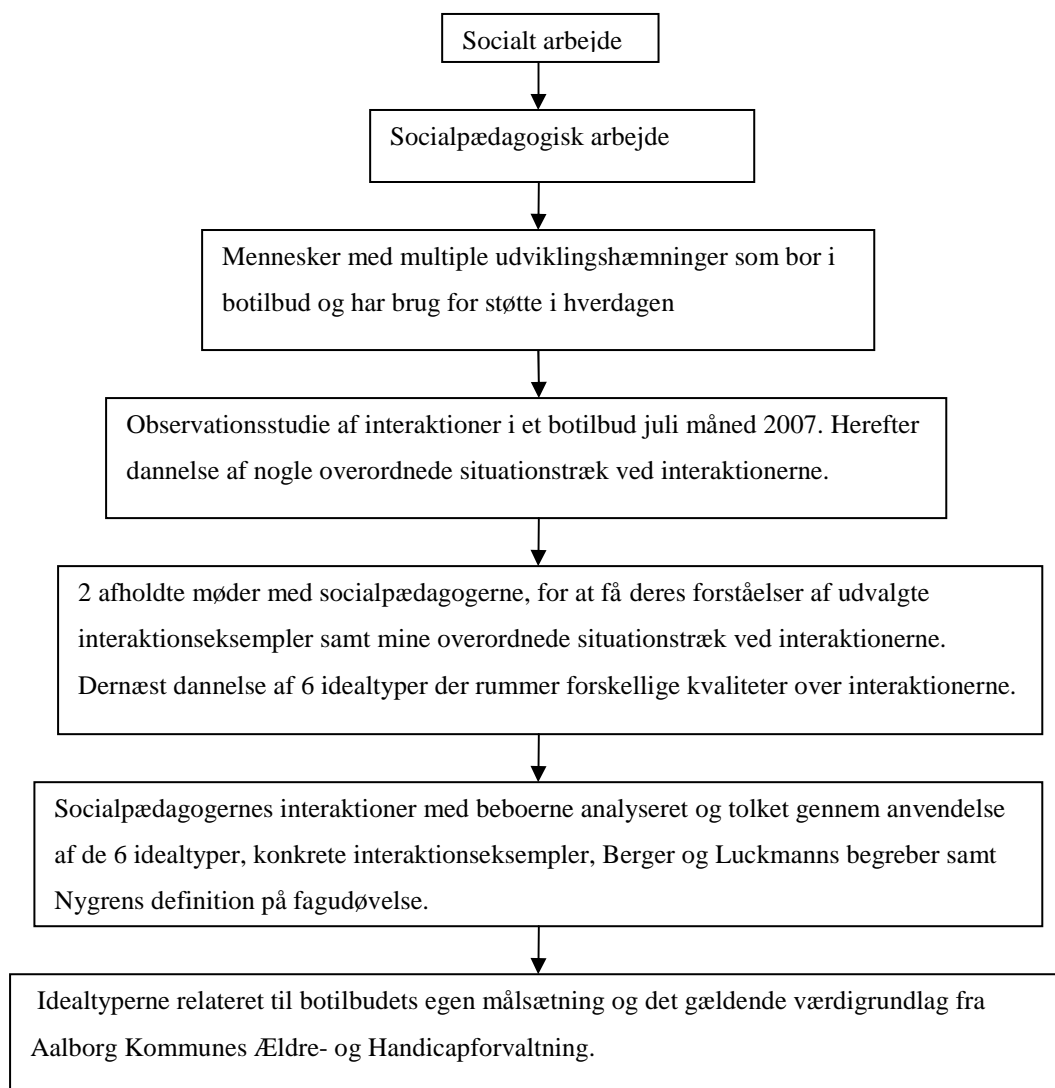 Socialt arbejde
Socialpædagogisk arbejde
Mennesker med multiple udviklingshæmninger som bor i
botilbud og har brug for støtte i hverdagen
Observationsstudie af interaktioner i et botilbud juli måned 2007. Herefter
dannelse af nogle overordnede situationstræk ved interaktionerne.
2 afholdte møder med socialpædagogerne, for at få deres forståelser af udvalgte
interaktionseksempler samt mine overordnede situationstræk ved interaktionerne.
Dernæst dannelse af 6 idealtyper der rummer forskellige kvaliteter over interaktionerne.
Socialpædagogernes interaktioner med beboerne analyseret og tolket gennem anvendelse
af de 6 idealtyper, konkrete interaktionseksempler, Berger og Luckmanns begreber samt
Nygrens definition på fagudøvelse.
Idealtyperne relateret til botilbudets egen målsætning og det gældende værdigrundlag fra
Aalborg Kommunes Ældre- og Handicapforvaltning.